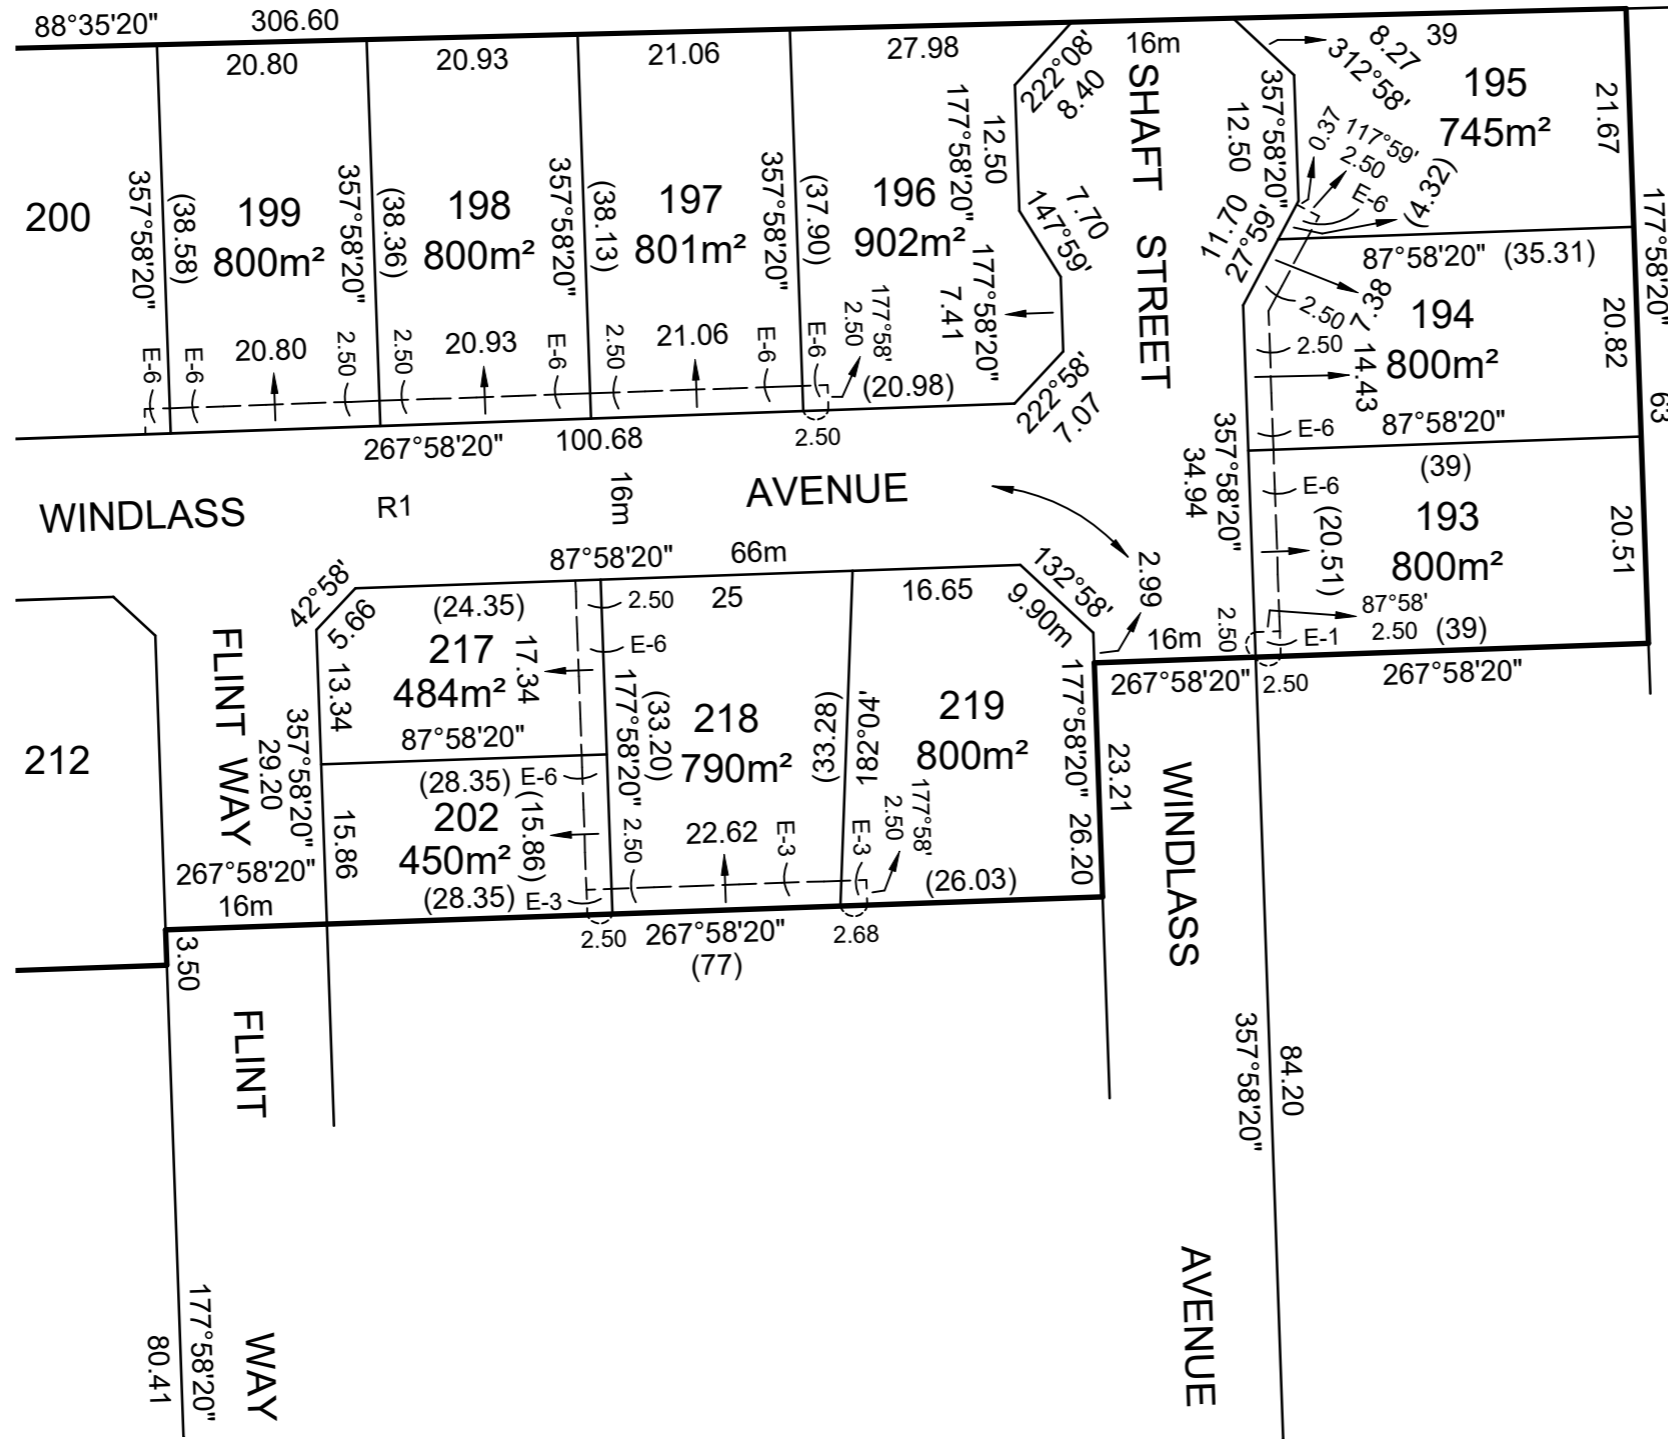 88°35'20" 306.60
20.80
20.93
21.06
27.98
222°08'
8.40
16m
SHAFT STREET
8.27
312°58'
39
195
745m²
21.67
177°58'20"
63
357°58'20"
12.50
0.37
117°59'
2.50
E-6
(4.32)
11.70
27°59'
87°58'20" (35.31)
7.38
2.50
194
800m²
20.82
2.50
14.43
E-6
87°58'20"
(39)
357°58'20"
34.94
E-6
(20.51)
193
800m²
20.51
87°58'
2.50 (39)
2.50
E-1
2.50
267°58'20"
200
357°58'20"
(38.58)
199
800m²
357°58'20"
(38.36)
198
800m²
357°58'20"
(38.13)
197
801m²
357°58'20"
(37.90)
196
902m²
177°58'20"
12.50
7.70
147°59'
177°58'20"
7.41
222°58'
7.07
E-6
E-6
20.80
2.50
2.50
20.93
E-6
2.50
21.06
E-6
E-6
177°58'
2.50
(20.98)
267°58'20" 100.68
2.50
WINDLASS
R1
16m
AVENUE
87°58'20" 66m
42°58'
5.66
(24.35)
217
484m²
17.34
13.34
87°58'20"
2.50
E-6
25
16.65
132°58'
9.90m
2.99
16m
267°58'20"
FLINT WAY
357°58'20"
29.20
212
(28.35)
202
450m²
(28.35)
15.86
E-6
(15.86)
E-3
177°58'20"
(33.20)
218
790m²
(33.28)
182°04'
219
800m²
177°58'20" 26.20
23.21
2.50
22.62
E-3
E-3
177°58'
2.50
(26.03)
267°58'20"
16m
3.50
2.50
267°58'20"
(77)
2.68
WINDLASS
AVENUE
357°58'20"
84.20
FLINT
WAY
177°58'20"
80.41